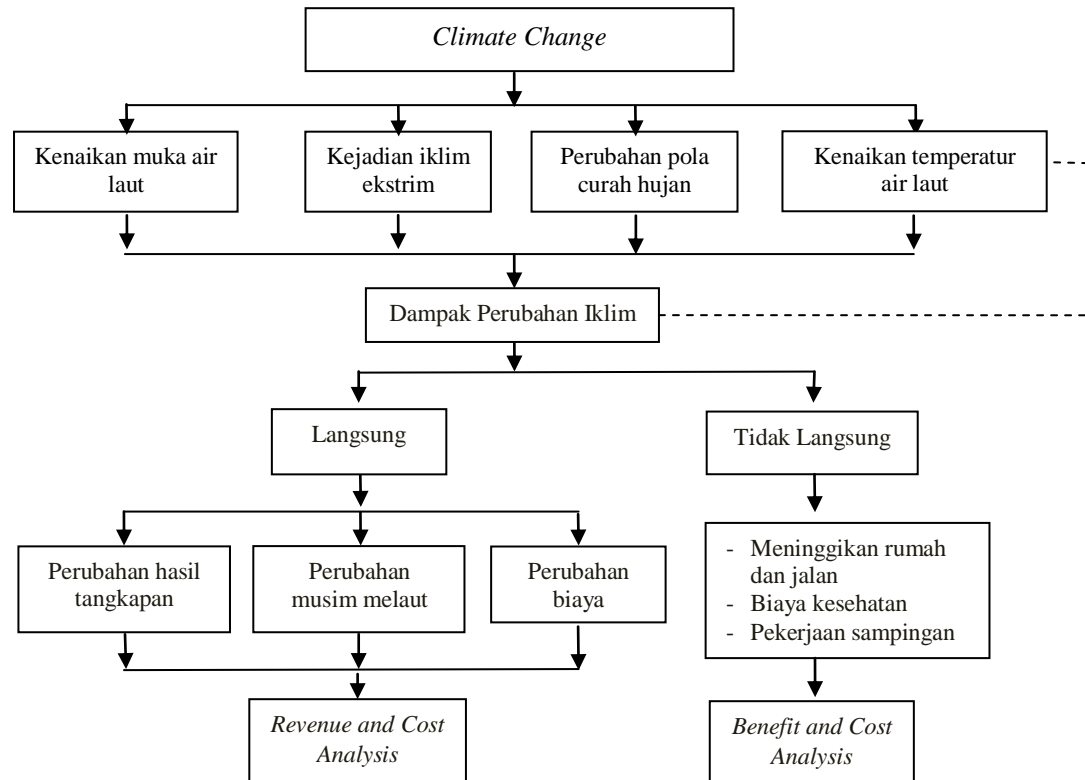 Climate Change
Kenaikan muka air
laut
Kejadian iklim
ekstrim
Perubahan pola
curah hujan
Kenaikan temperatur
air laut
Dampak Perubahan Iklim
Langsung
Tidak Langsung
Perubahan hasil
tangkapan
Perubahan
musim melaut
Perubahan
biaya
- Meninggikan rumah
dan jalan
- Biaya kesehatan
- Pekerjaan sampingan
Revenue and Cost
Analysis
Benefit and Cost
Analysis